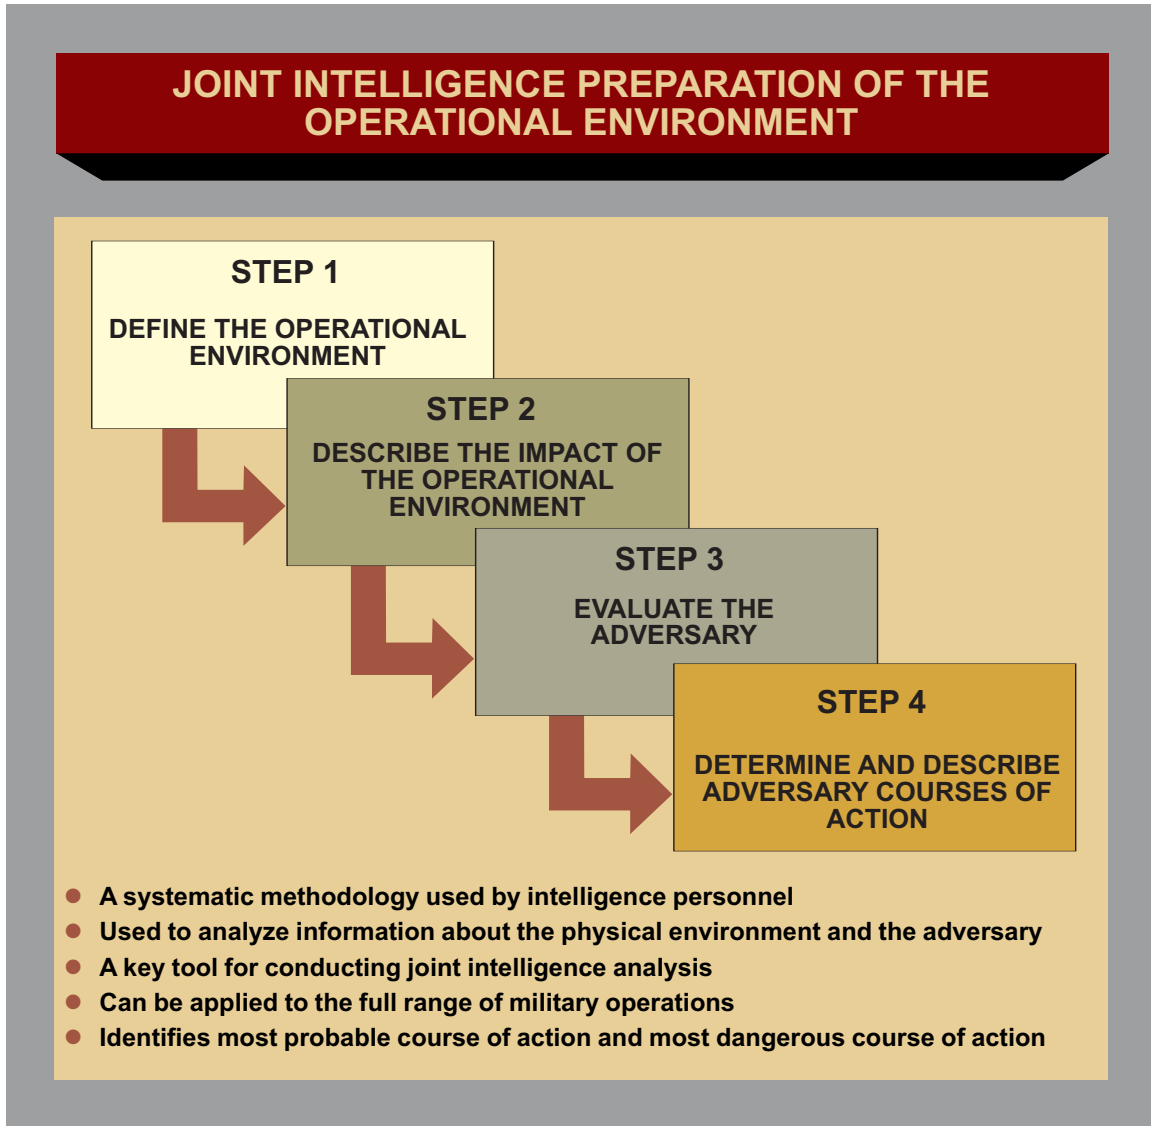 JOINT INTELLIGENCE PREPARATION OF THE
OPERATIONAL ENVIRONMENT
STEP 1
DEFINE THE OPERATIONAL
ENVIRONMENT
STEP 2
DESCRIBE THE IMPACT OF
THE OPERATIONAL
ENVIRONMENT
STEP 3
EVALUATE THE
ADVERSARY
STEP 4
DETERMINE AND DESCRIBE
ADVERSARY COURSES OF
ACTION
A systematic methodology used by intelligence personnel
Used to analyze information about the physical environment and the adversary
A key tool for conducting joint intelligence analysis
Can be applied to the full range of military operations
Identifies most probable course of action and most dangerous course of action